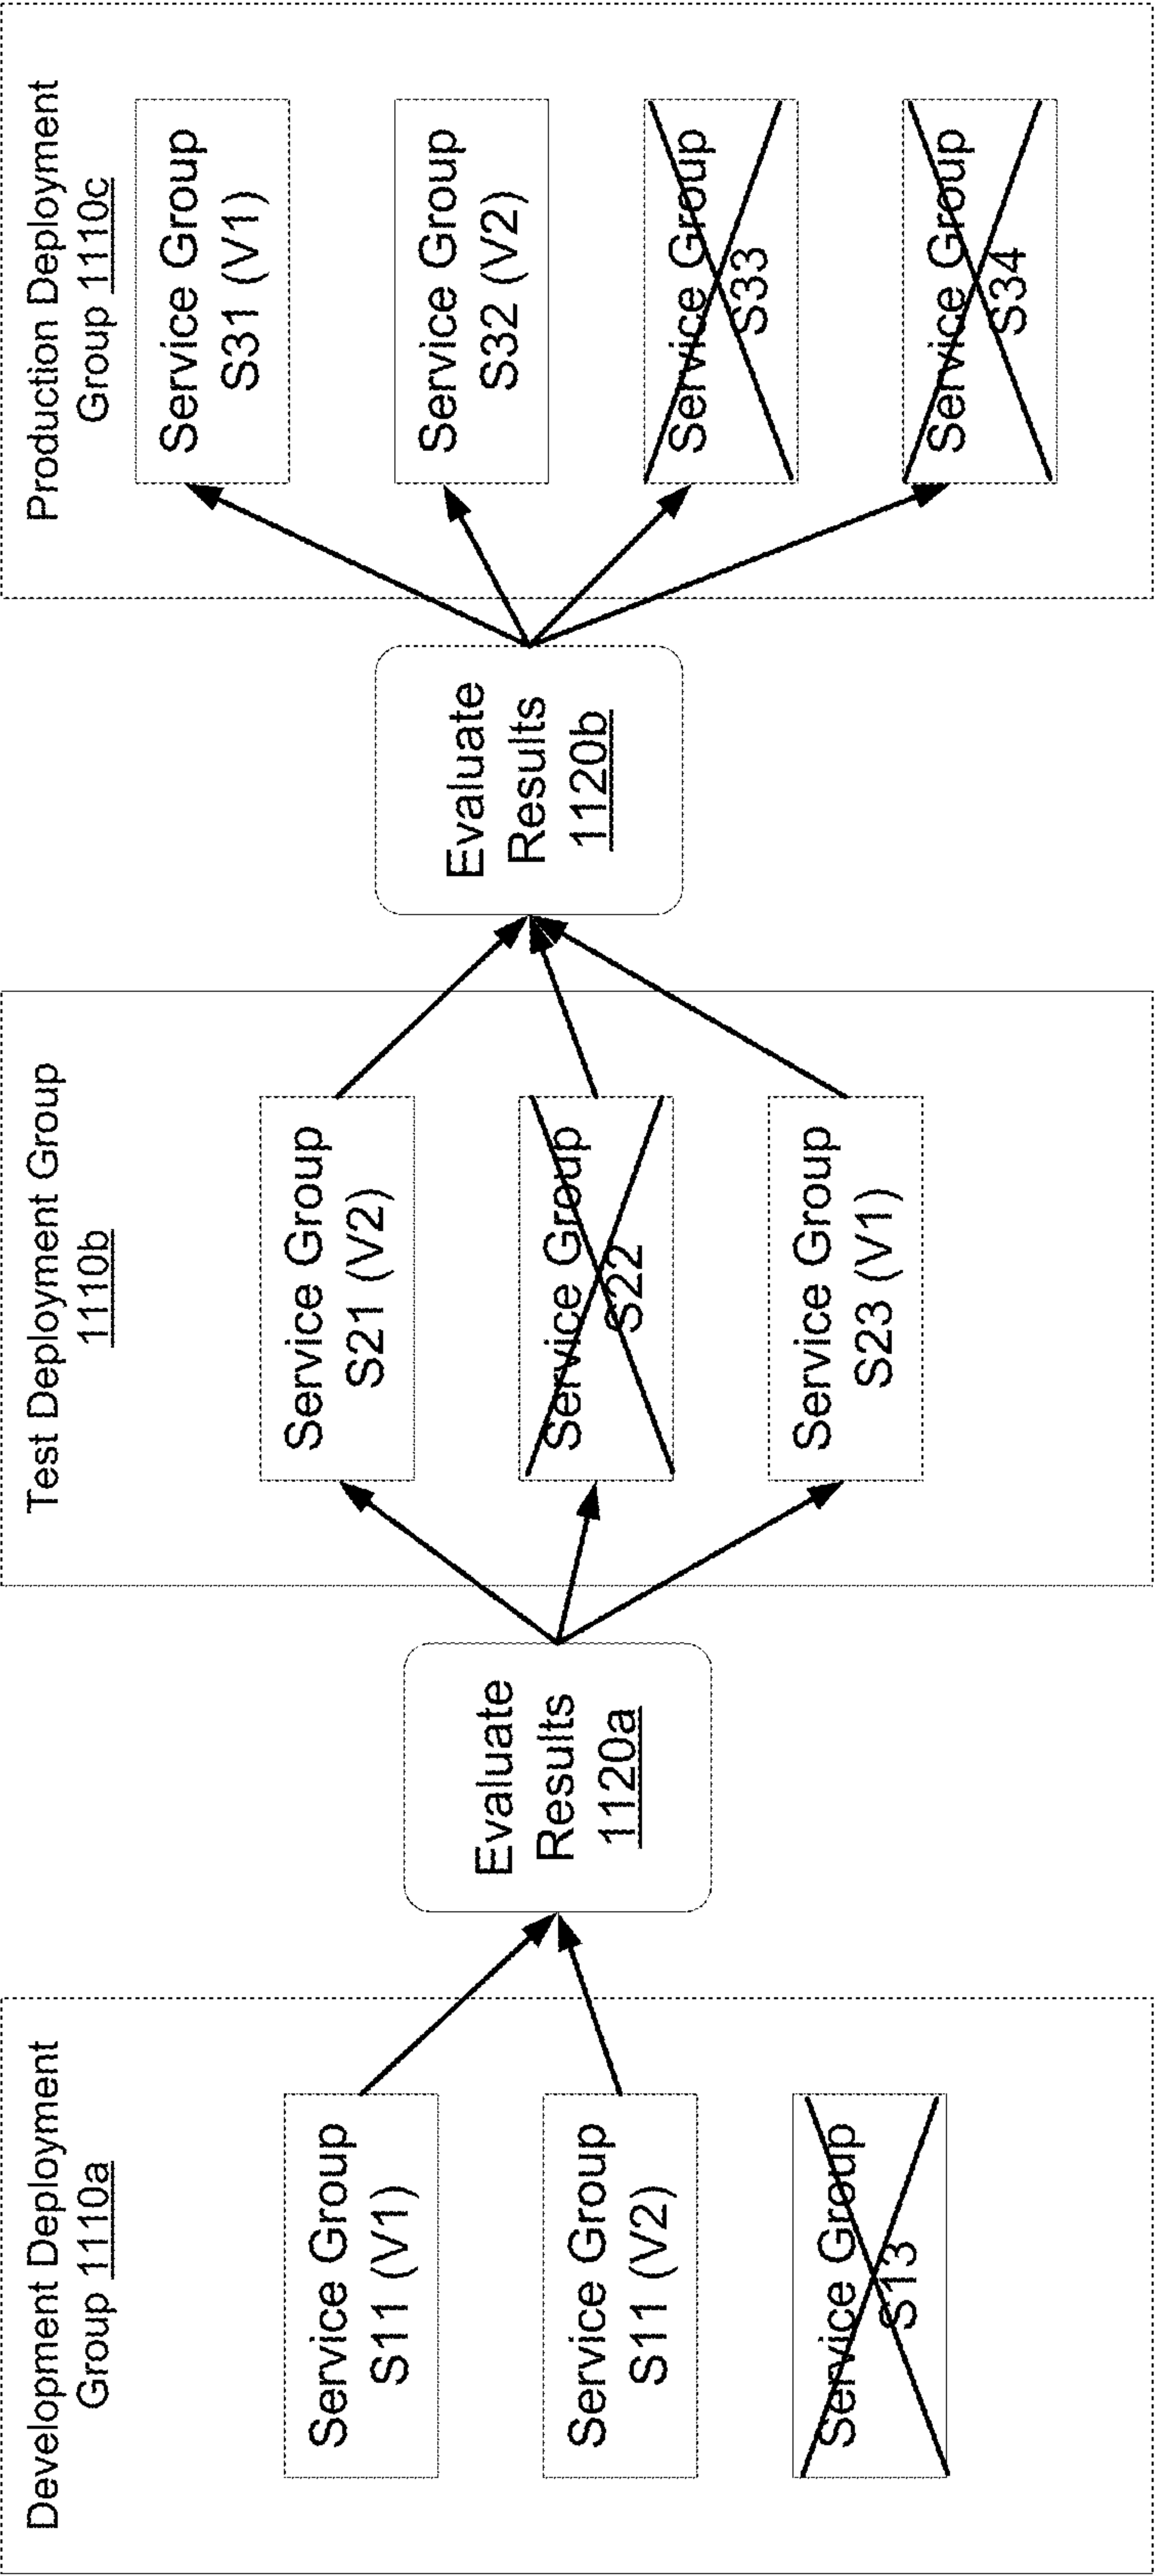 Development Deployment
Group 1110a
Service Group
S11 (V1)
Service Group
S11 (V2)
Service Group
S13
Evaluate
Results
1120a
Test Deployment Group
1110b
Service Group
S21 (V2)
Service Group
S22
Service Group
S23 (V1)
Evaluate
Results
1120b
Production Deployment
Group 1110c
Service Group
S31 (V1)
Service Group
S32 (V2)
Service Group
S33
Service Group
S34